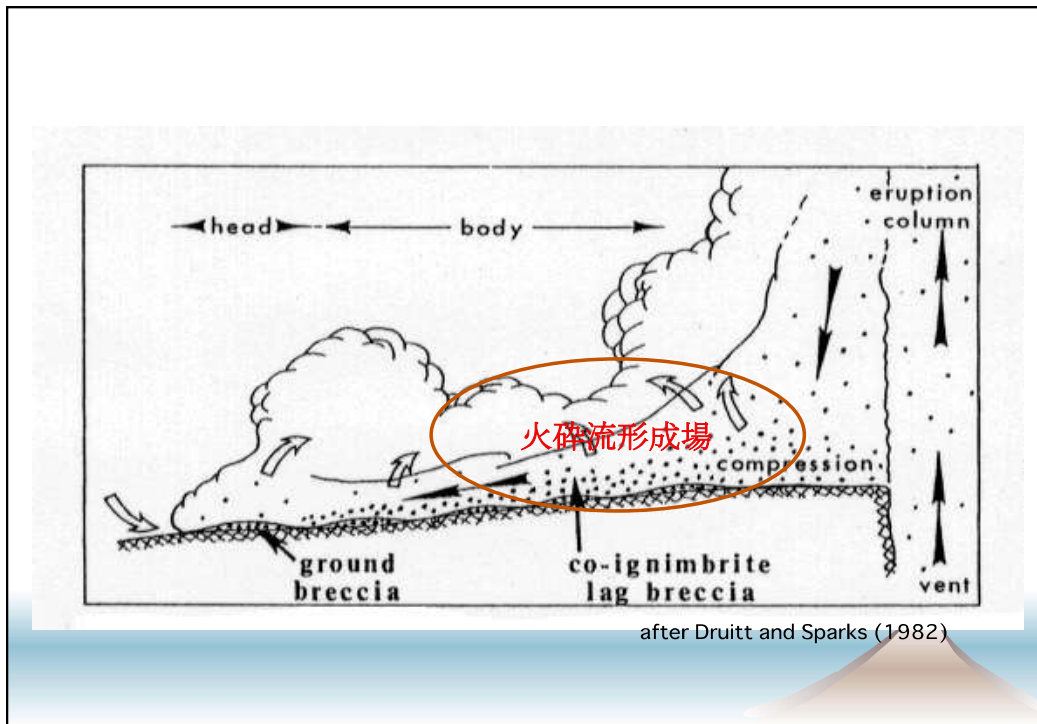 eruption
column
head
body
火砕流形成場
compression
ground
breccia
co-ignimbrite
lag breccia
vent
after Druitt and Sparks (1982)